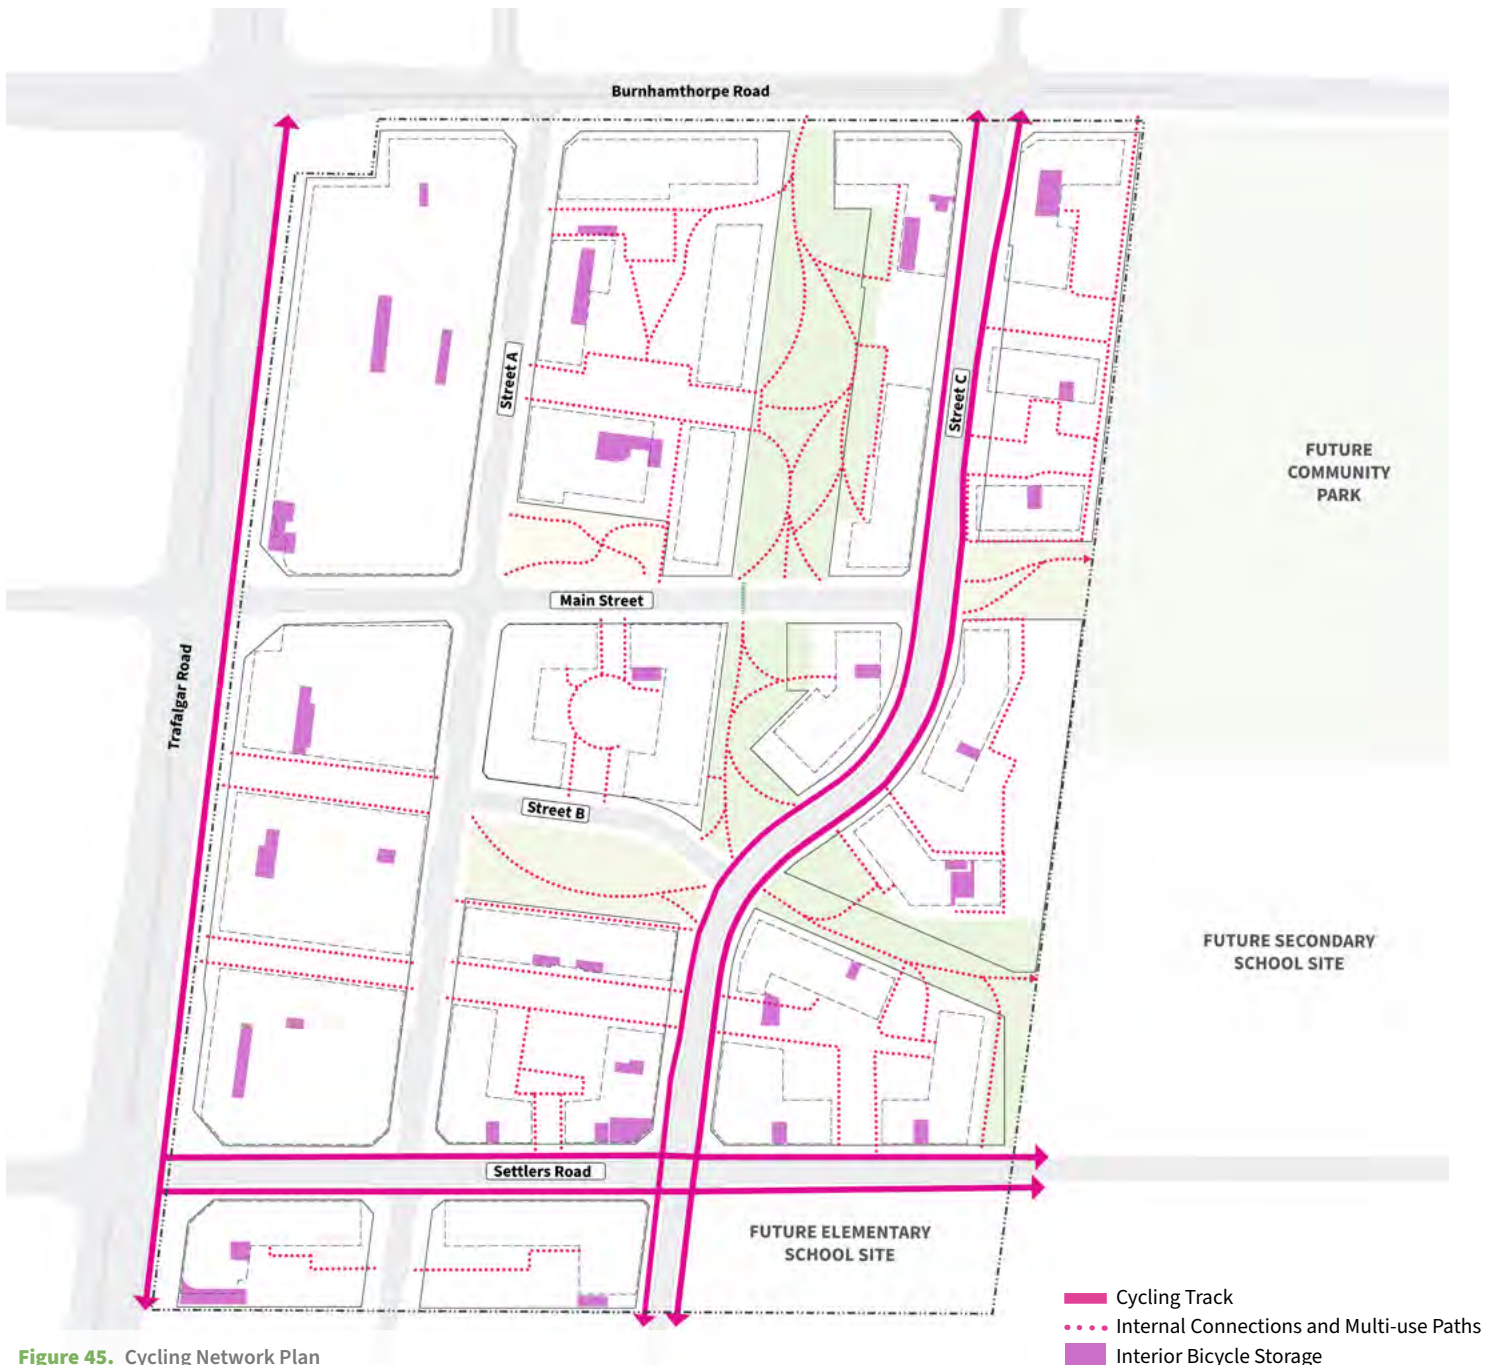 Burnhamthorpe Road
Street A
Street C
FUTURE
COMMUNITY
PARK
Main Street
Trafalgar Road
Street B
FUTURE SECONDARY
SCHOOL SITE
Settlers Road
FUTURE ELEMENTARY
SCHOOL SITE
Cycling Track
Internal Connections and Multi-use Paths
Interior Bicycle Storage
Figure 45. Cycling Network Plan